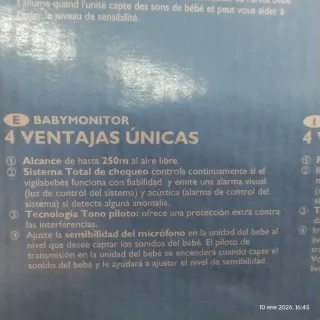 s'allume quand l'unité capte des sons de bébé et peut vous aider à
régler le niveau de sensibilité.
E BABYMONITOR
4 VENTAJAS ÚNICAS
① Alcance de hasta 250m al aire libre.
② Sistema Total de chequeo controla continuamente si el
vigilabebés funciona con fiabilidad y emite una alarma visual
(luz de control del sistema) y acústica (alarma de control del
sistema) si detecta alguna anomalía.
③ Tecnología Tono piloto: ofrece una protección extra contra
las interferencias.
④ Ajuste la sensibilidad del micrófono en la unidad del bebé al
nivel que desee captar los sonidos del bebé. El piloto de
transmisión en la unidad del bebé se encenderá cuando capte el
sonido del bebé y le ayudará a ajustar el nivel de sensibilidad.
10 ene 2026, 16:45